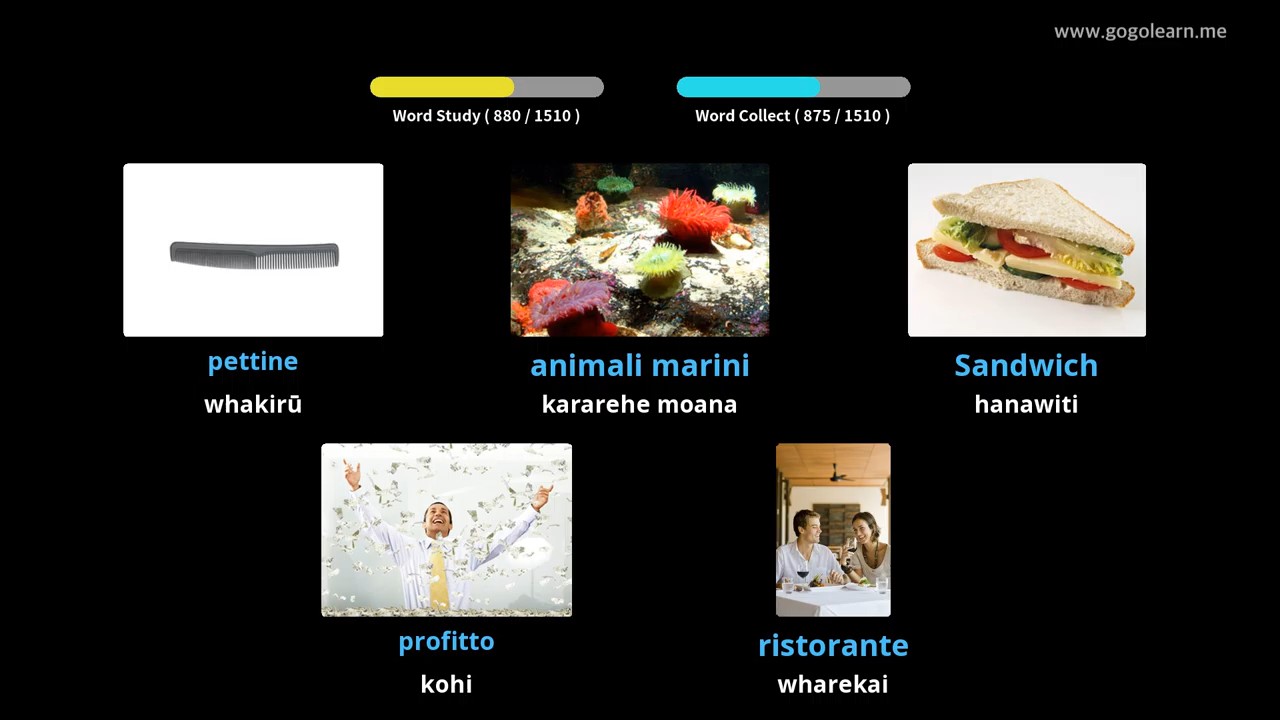 www.gogolearn.me
Word Study ( 880 / 1510 )
Word Collect ( 875 / 1510 )
pettine
whakirū
animali marini
kararehe moana
Sandwich
hanawiti
profitto
kohi
ristorante
wharekai